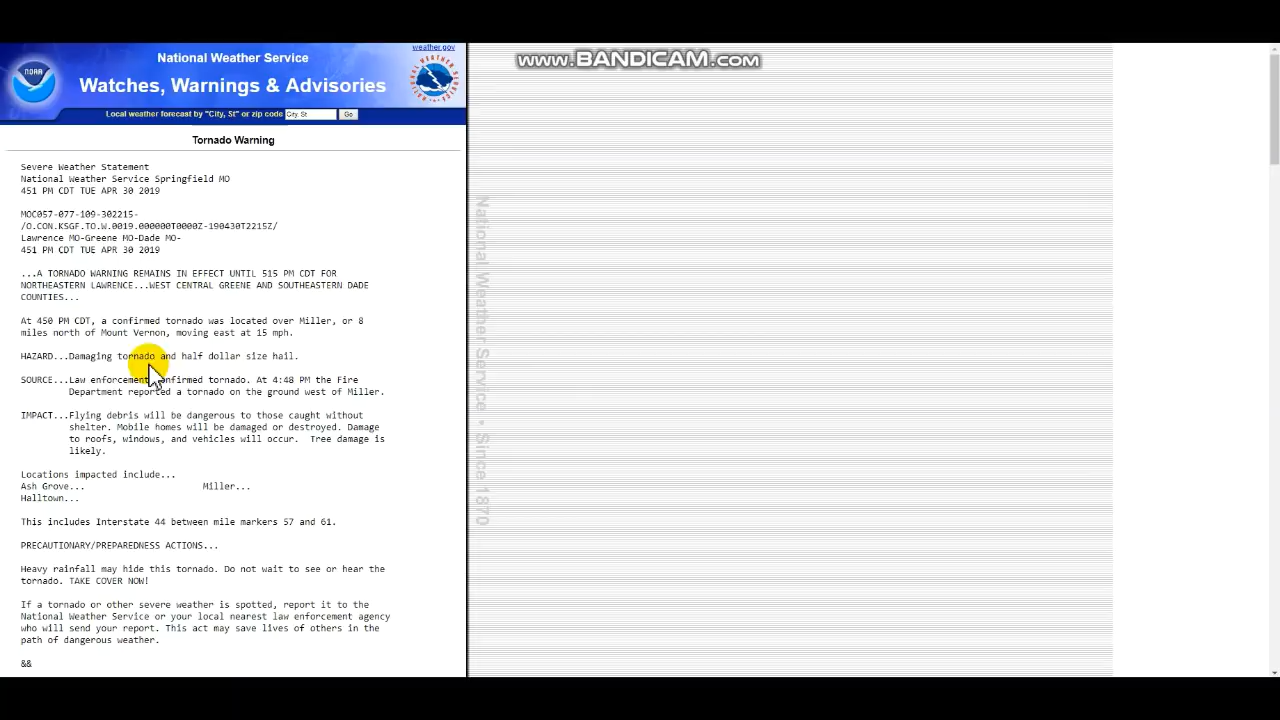 weather.gov
National Weather Service
NOAA
Watches, Warnings & Advisories
Local weather forecast by "City, St" or zip code City, St Go
WWW.BANDICAM.COM
Tornado Warning
Severe Weather Statement
National Weather Service Springfield MO
451 PM CDT TUE APR 30 2019
MOC057-077-109-302215-
/O.CON.KSGF.TO.W.0019.000000T0000Z-190430T2215Z/
Lawrence MO-Greene MO-Dade MO-
451 PM CDT TUE APR 30 2019
...A TORNADO WARNING REMAINS IN EFFECT UNTIL 515 PM CDT FOR
NORTHEASTERN LAWRENCE...WEST CENTRAL GREENE AND SOUTHEASTERN DADE
COUNTIES...
At 450 PM CDT, a confirmed tornado was located over Miller, or 8
miles north of Mount Vernon, moving east at 15 mph.
HAZARD...Damaging tornado and half dollar size hail.
SOURCE...Law enforcement confirmed tornado. At 4:48 PM the Fire
Department reported a tornado on the ground west of Miller.
IMPACT...Flying debris will be dangerous to those caught without
shelter. Mobile homes will be damaged or destroyed. Damage
to roofs, windows, and vehicles will occur. Tree damage is
likely.
Locations impacted include...
Ash Grove... Miller...
Halltown...
This includes Interstate 44 between mile markers 57 and 61.
PRECAUTIONARY/PREPAREDNESS ACTIONS...
Heavy rainfall may hide this tornado. Do not wait to see or hear the
tornado. TAKE COVER NOW!
If a tornado or other severe weather is spotted, report it to the
National Weather Service or your local nearest law enforcement agency
who will send your report. This act may save lives of others in the
path of dangerous weather.
&&
National Weather Service • Since 1870